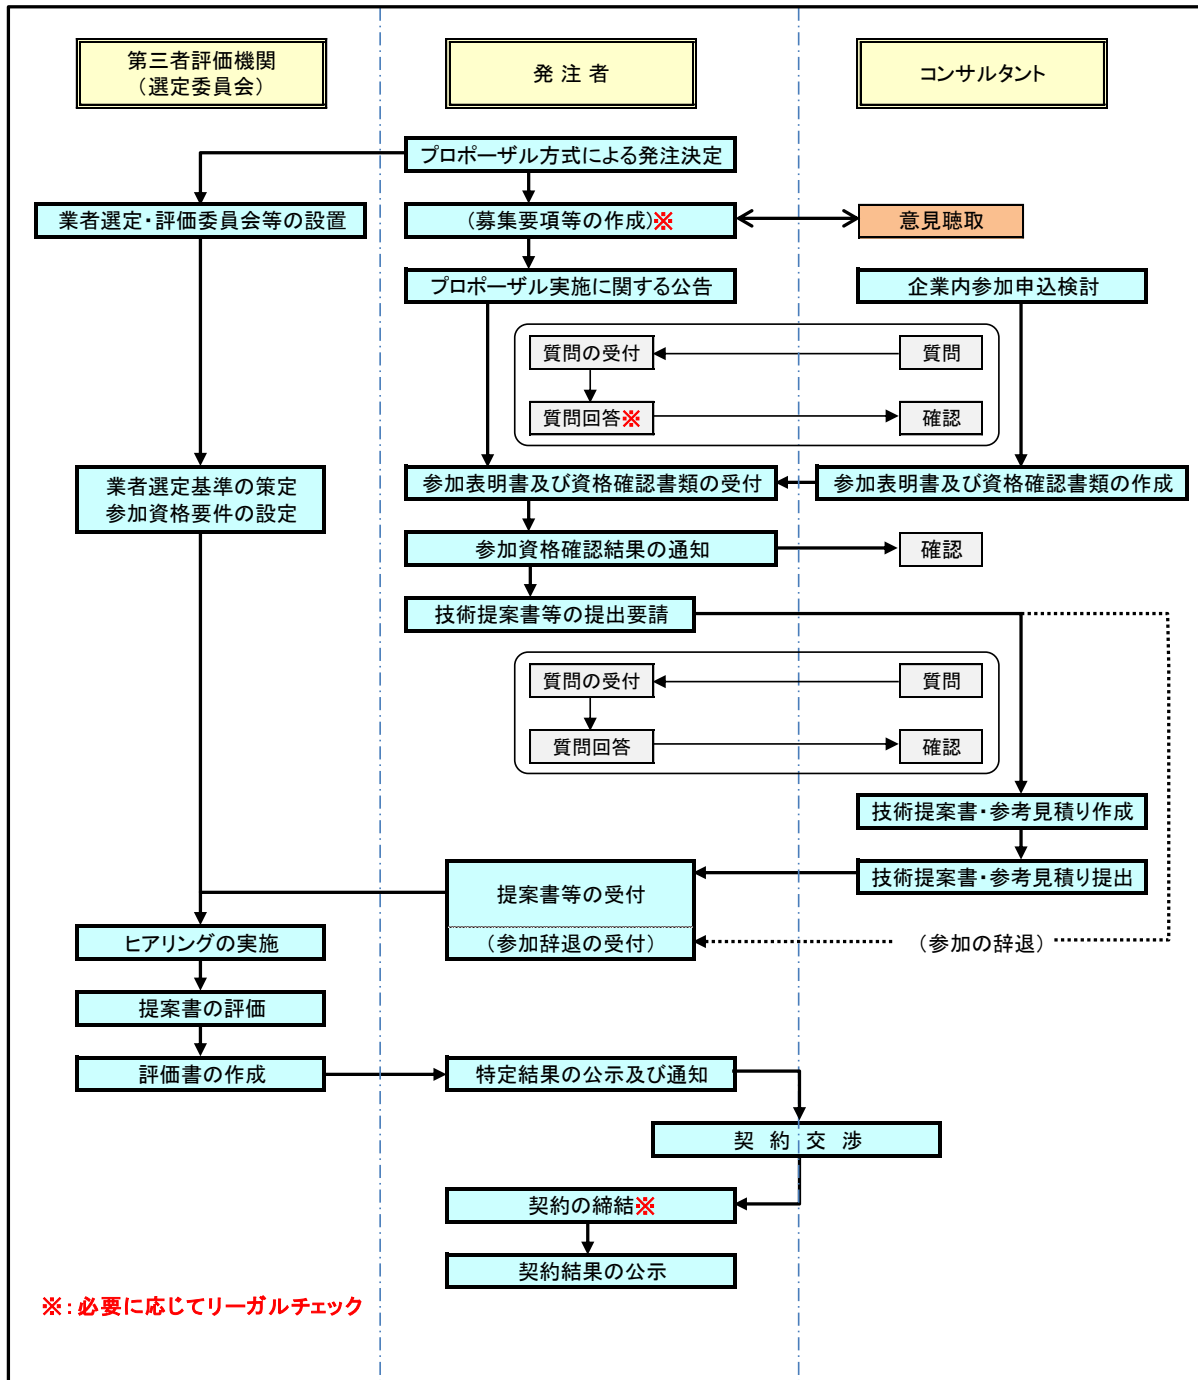 第三者評価機関
（選定委員会）
発 注 者
コンサルタント
プロポーザル方式による発注決定
業者選定・評価委員会等の設置
(募集要項等の作成)※
意見聴取
プロポーザル実施に関する公告
企業内参加申込検討
質問の受付
質問
質問回答※
確認
業者選定基準の策定
参加資格要件の設定
参加表明書及び資格確認書類の受付
参加表明書及び資格確認書類の作成
参加資格確認結果の通知
確認
技術提案書等の提出要請
質問の受付
質問
質問回答
確認
技術提案書・参考見積り作成
提案書等の受付
技術提案書・参考見積り提出
ヒアリングの実施
（参加辞退の受付）
（参加の辞退）
提案書の評価
評価書の作成
特定結果の公示及び通知
契 約 交 渉
契約の締結※
契約結果の公示
※：必要に応じてリーガルチェック